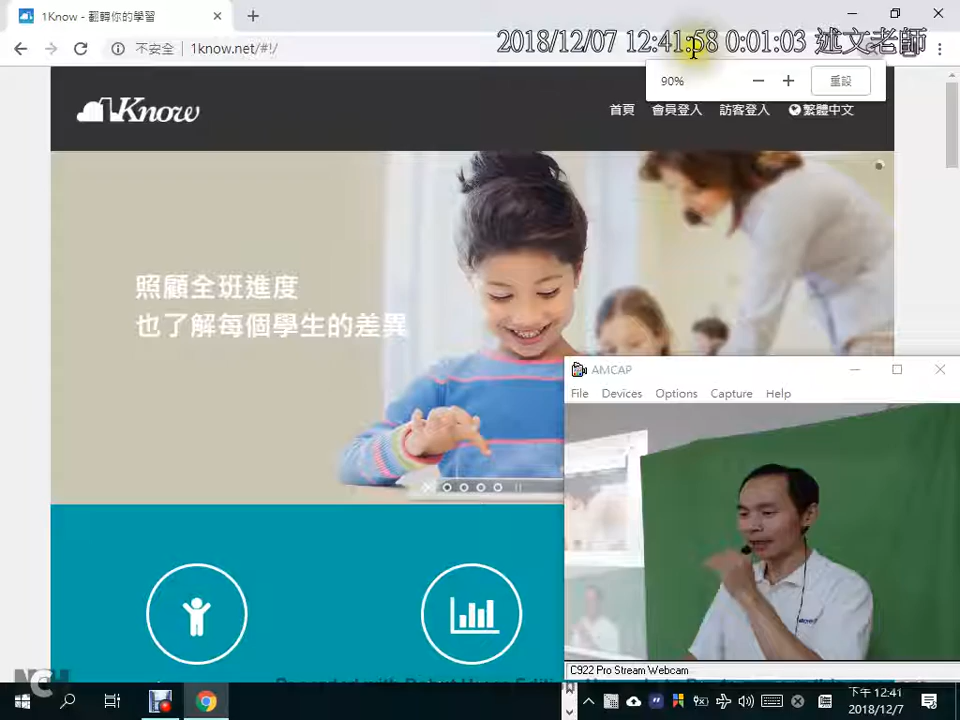 1Know - 翻轉你的學習
不安全 1know.net/#!/
2018/12/07 12:41:58 0:01:03 述文老師
90% 重設
1Know
首頁 會員登入 訪客登入 繁體中文
照顧全班進度
也了解每個學生的差異
AMCAP
File Devices Options Capture Help
C922 Pro Stream Webcam
NCH
下午 12:41
2018/12/7